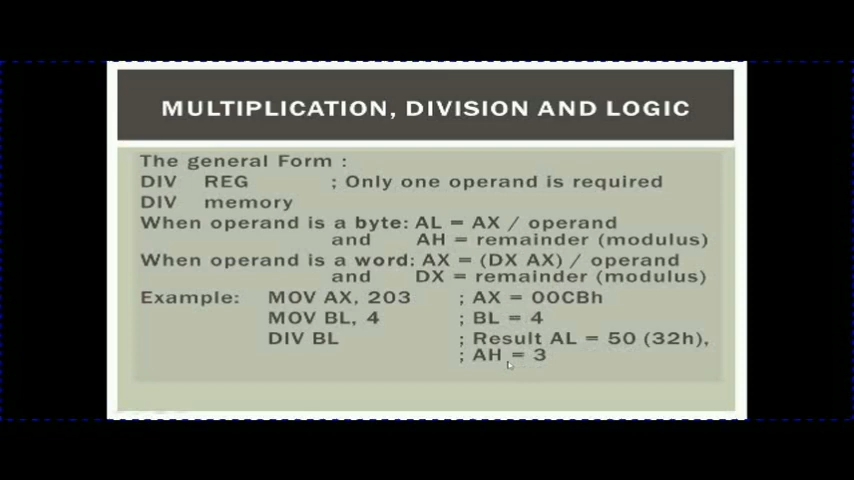 MULTIPLICATION, DIVISION AND LOGIC
The general Form :
DIV REG ; Only one operand is required
DIV memory
When operand is a byte: AL = AX / operand
and AH = remainder (modulus)
When operand is a word: AX = (DX AX) / operand
and DX = remainder (modulus)
Example: MOV AX, 203 ; AX = 00CBh
MOV BL, 4 ; BL = 4
DIV BL ; Result AL = 50 (32h),
; AH = 3